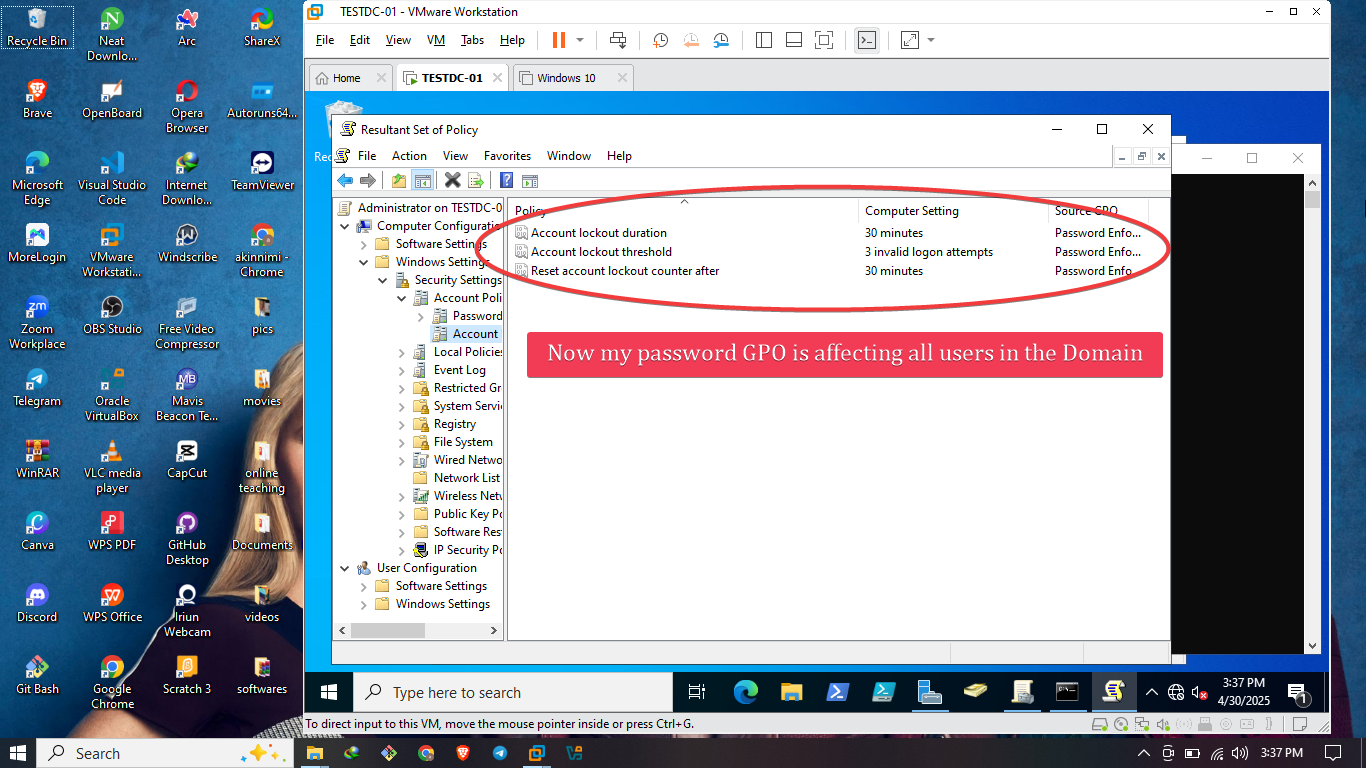 Recycle Bin
Neat
Downlo...
Arc
ShareX
Brave
OpenBoard
Opera
Browser
Autoruns64...
Microsoft
Edge
Visual Studio
Code
Internet
Downlo...
TeamViewer
MoreLogin
VMware
Workstati...
Windscribe
akinnimi -
Chrome
Zoom
Workplace
OBS Studio
Free Video
Compressor
pics
Telegram
Oracle
VirtualBox
Mavis
Beacon Te...
movies
WinRAR
VLC media
player
CapCut
online
teaching
Canva
WPS PDF
GitHub
Desktop
Documents
Discord
WPS Office
Iriun
Webcam
videos
Git Bash
Google
Chrome
Scratch 3
softwares
TESTDC-01 - VMware Workstation
File Edit View VM Tabs Help
Home TESTDC-01 Windows 10
Rec
Resultant Set of Policy
File Action View Favorites Window Help
Administrator on TESTDC-0
Computer Configuratio
Software Settings
Windows Settings
Security Settings
Account Poli
Password
Account
Local Policies
Event Log
Restricted Gr
System Servi
Registry
File System
Wired Netwo
Network List
Wireless Netw
Public Key Po
Software Res
IP Security Po
User Configuration
Software Settings
Windows Settings
Policy Computer Setting Source GPO
Account lockout duration 30 minutes Password Enfo...
Account lockout threshold 3 invalid logon attempts Password Enfo...
Reset account lockout counter after 30 minutes Password Enfo...
Now my password GPO is affecting all users in the Domain
Type here to search
3:37 PM
4/30/2025
1
To direct input to this VM, move the mouse pointer inside or press Ctrl+G.
Search
3:37 PM